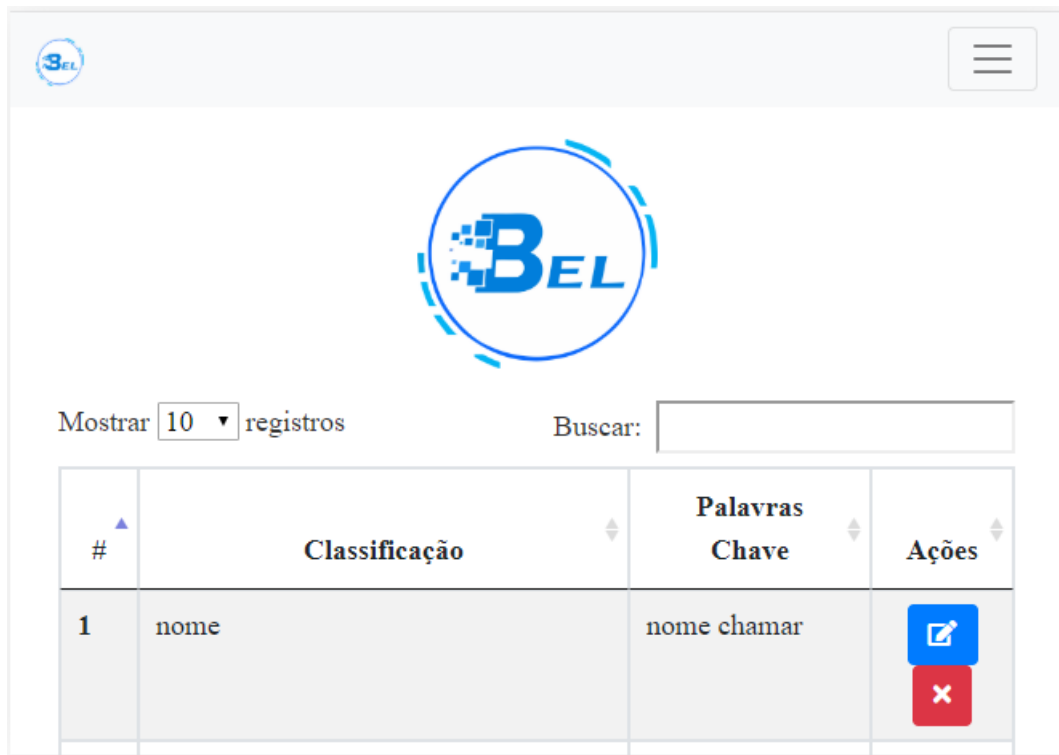 BEL
BEL
Mostrar 10 registros
Buscar:
#
Classificação
Palavras
Chave
Ações
1
nome
nome chamar